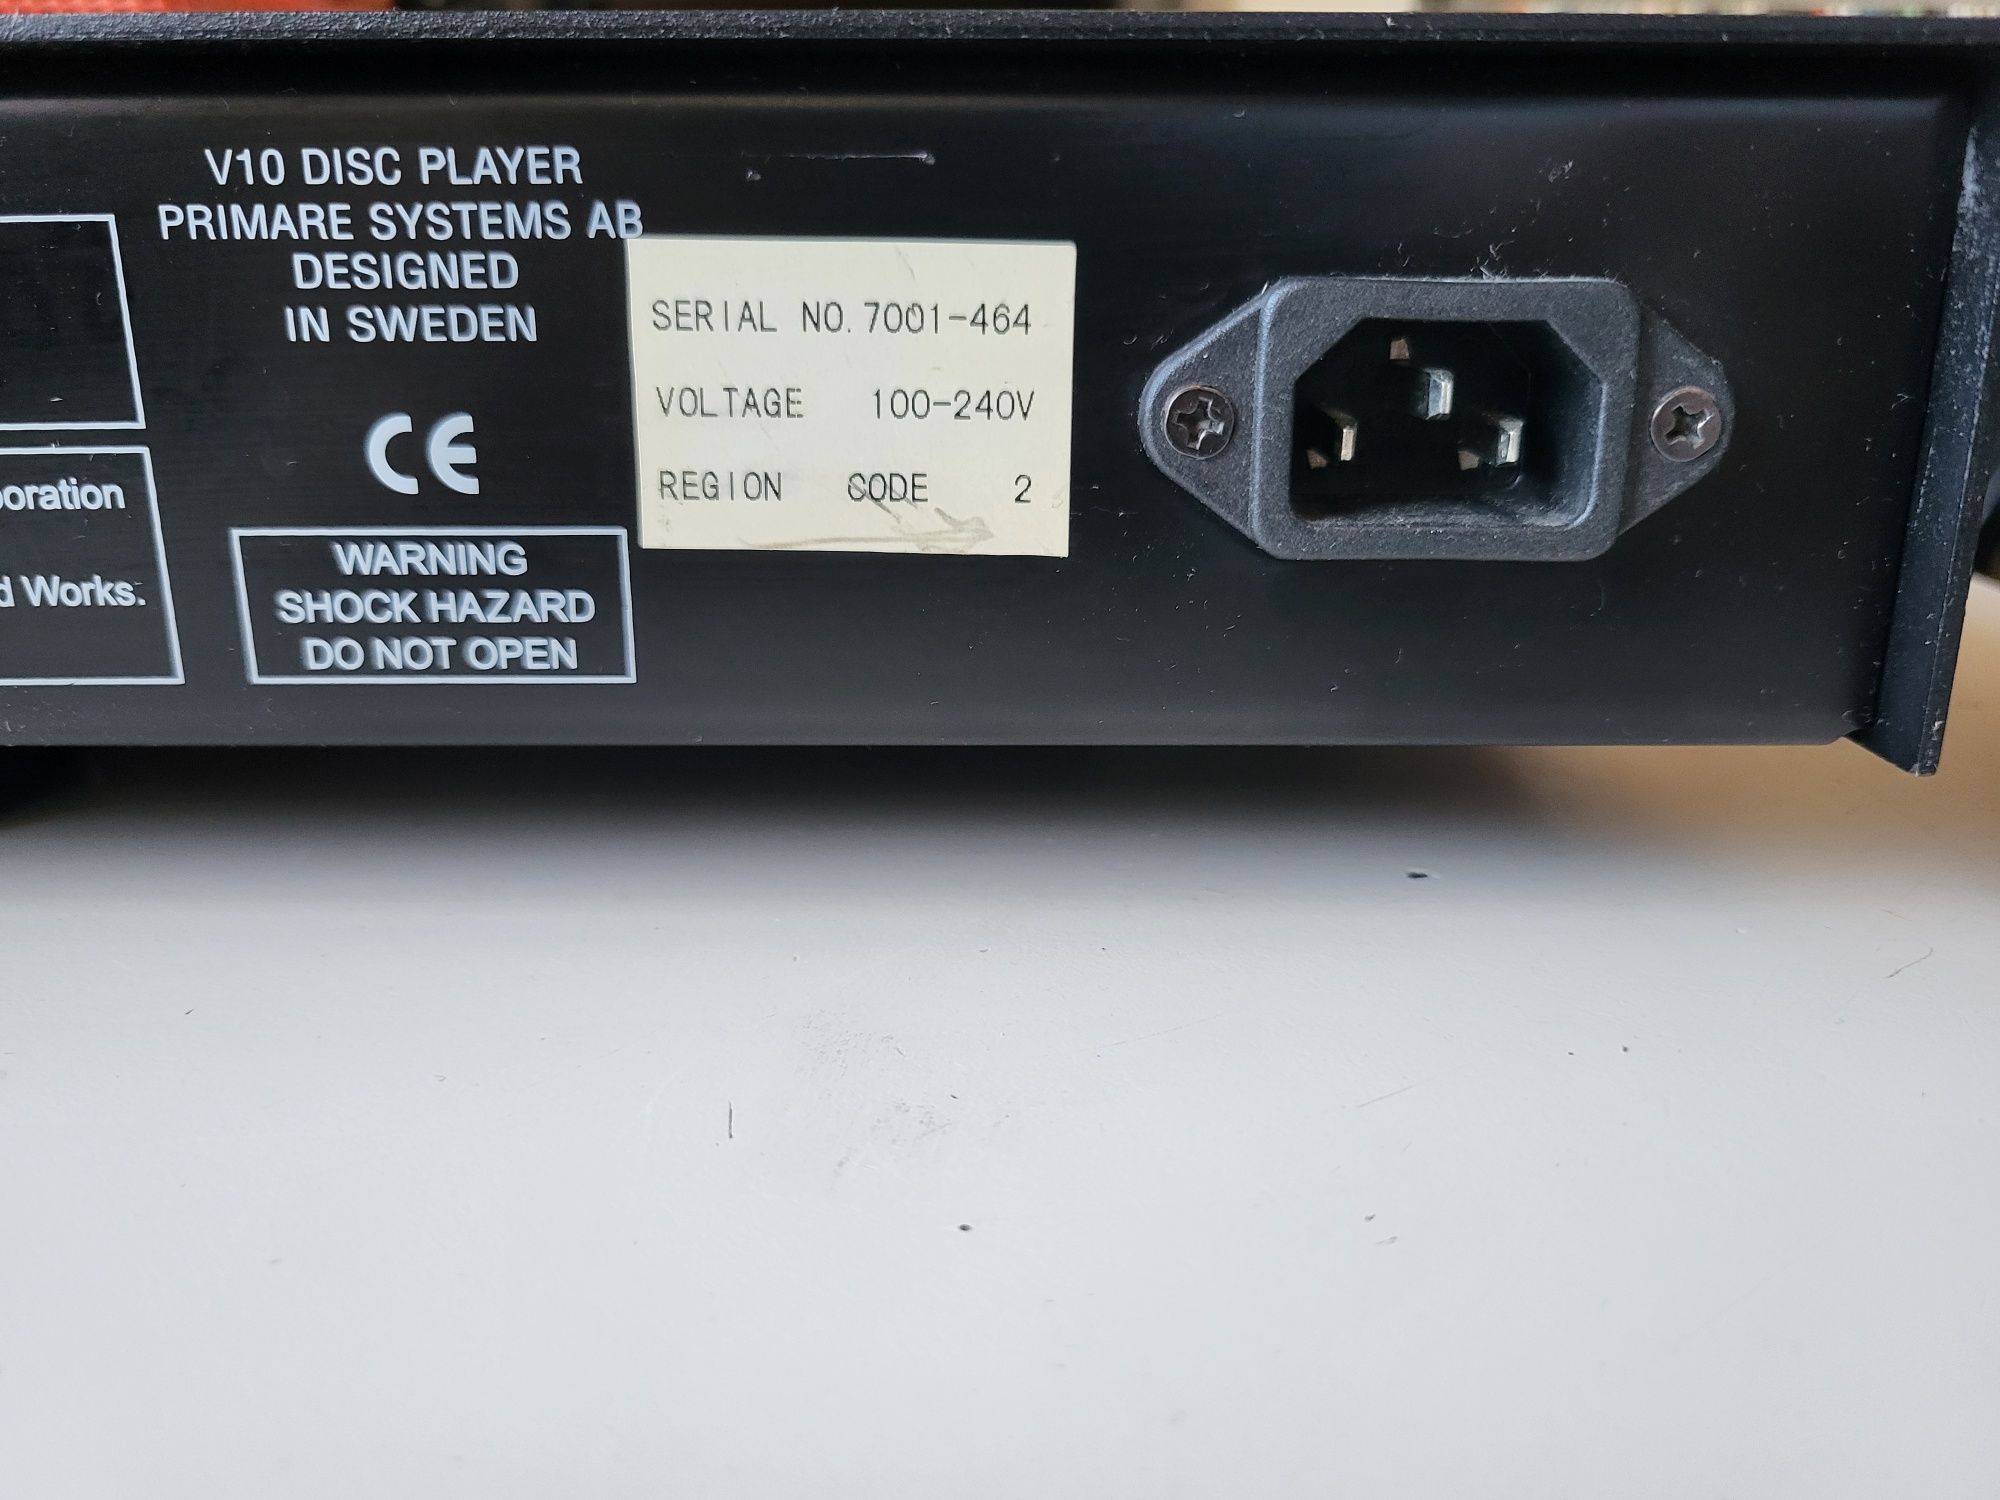 V10 DISC PLAYER
PRIMARE SYSTEMS AB
DESIGNED
IN SWEDEN
CE
WARNING
SHOCK HAZARD
DO NOT OPEN
SERIAL NO. 7001-464
VOLTAGE 100-240V
REGION CODE 2
Works.